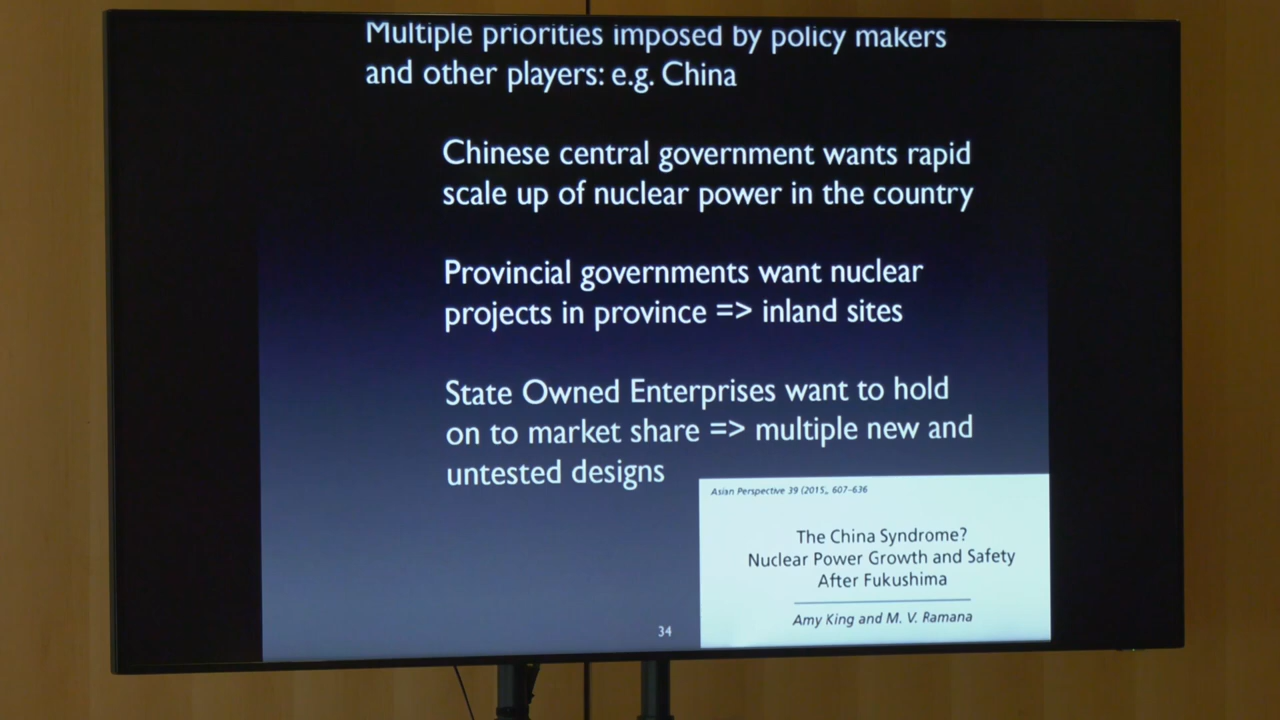 Multiple priorities imposed by policy makers
and other players: e.g. China
Chinese central government wants rapid
scale up of nuclear power in the country
Provincial governments want nuclear
projects in province => inland sites
State Owned Enterprises want to hold
on to market share => multiple new and
untested designs
Asian Perspective 39 (2015), 607–636
The China Syndrome?
Nuclear Power Growth and Safety
After Fukushima
Amy King and M. V. Ramana
34